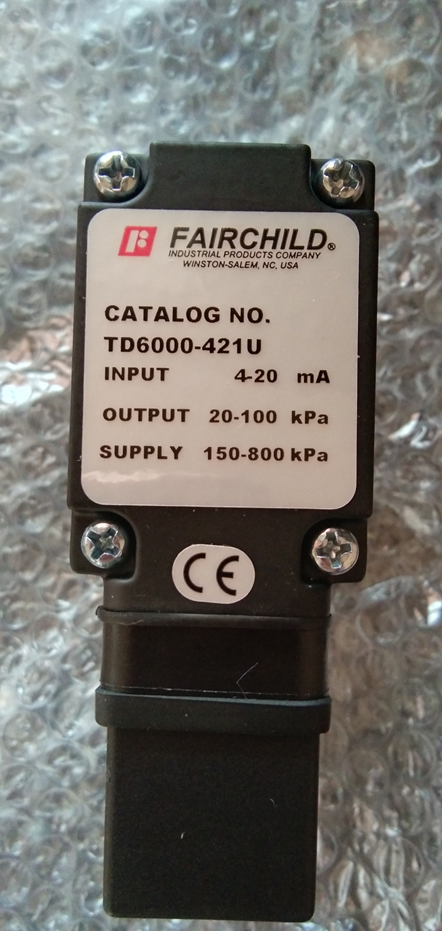 FAIRCHILD®
INDUSTRIAL PRODUCTS COMPANY
WINSTON-SALEM, NC, USA
CATALOG NO.
TD6000-421U
INPUT 4-20 mA
OUTPUT 20-100 kPa
SUPPLY 150-800 kPa
CE